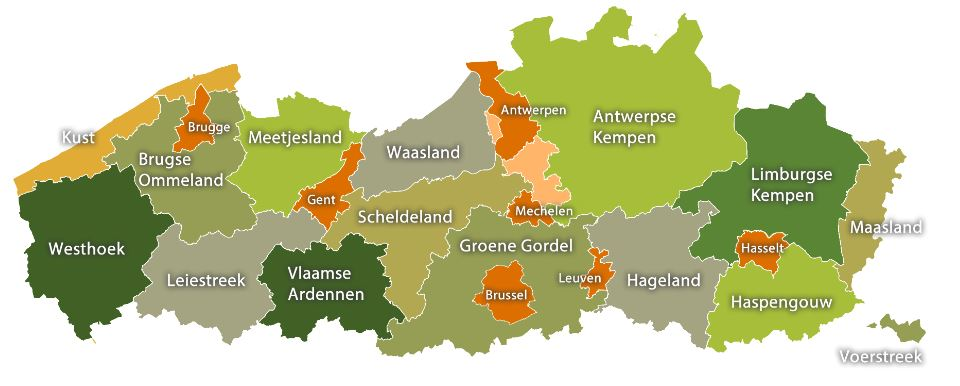 Kust
Brugge
Brugse
Ommeland
Meetjesland
Waasland
Antwerpen
Antwerpse
Kempen
Limburgse
Kempen
Maasland
Westhoek
Leiestreek
Gent
Scheldeland
Mechelen
Vlaamse
Ardennen
Groene Gordel
Brussel
Leuven
Hageland
Hasselt
Haspengouw
Voerstreek